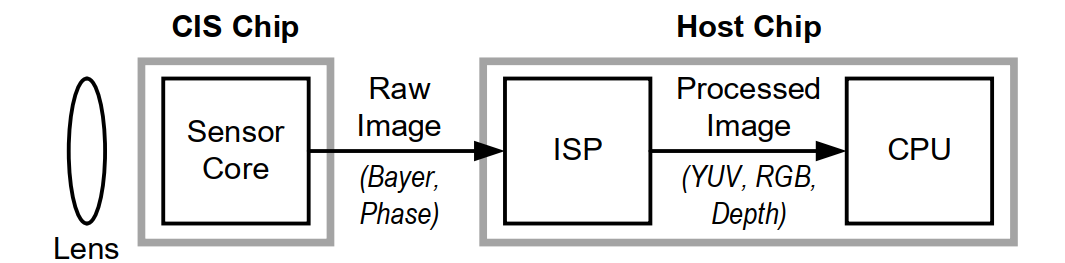 CIS Chip
Host Chip
Lens
Sensor
Core
Raw
Image
(Bayer,
Phase)
ISP
Processed
Image
(YUV, RGB,
Depth)
CPU